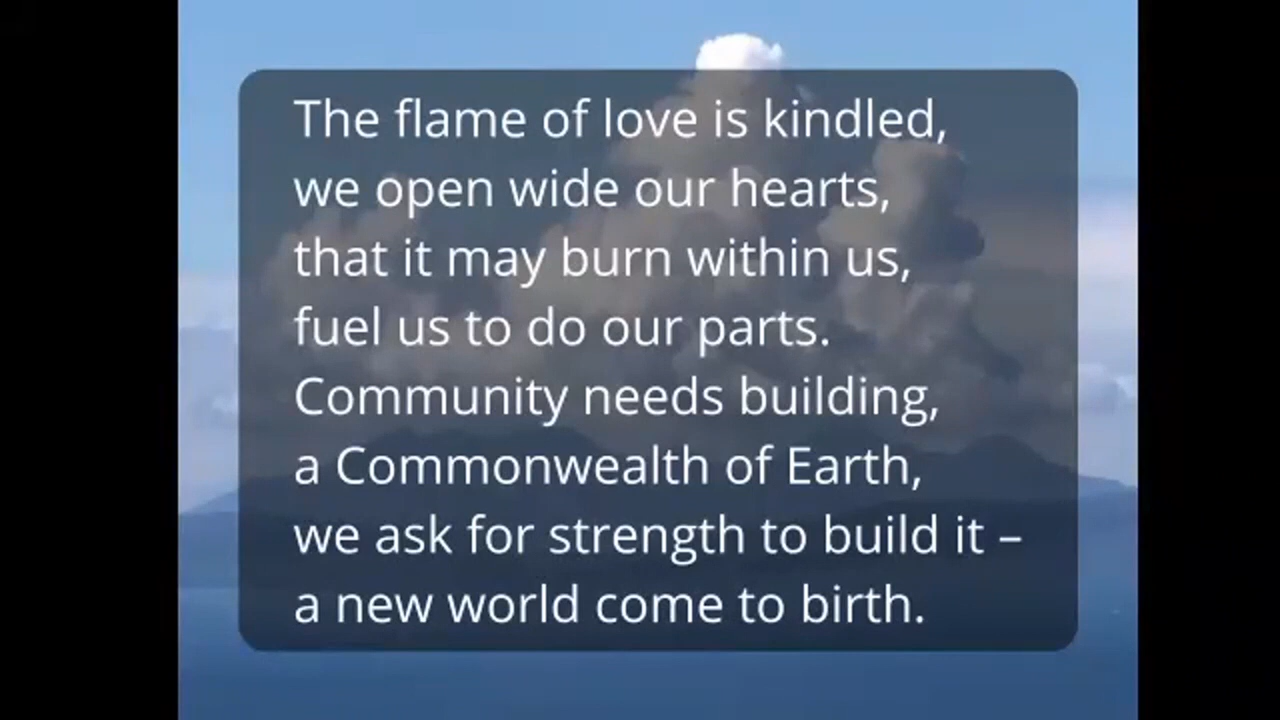 The flame of love is kindled,
we open wide our hearts,
that it may burn within us,
fuel us to do our parts.
Community needs building,
a Commonwealth of Earth,
we ask for strength to build it –
a new world come to birth.